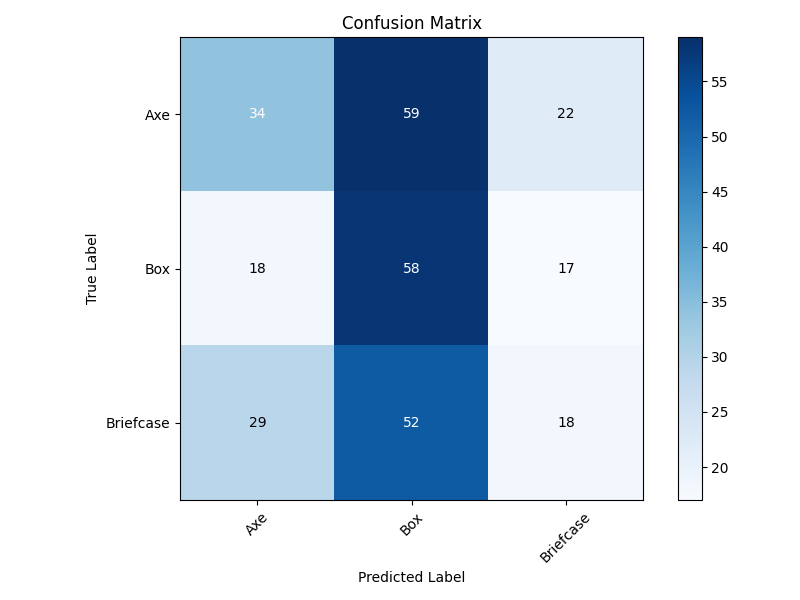 Confusion Matrix
Axe 34 59 22
Box 18 58 17
Briefcase 29 52 18
Axe Box Briefcase
Predicted Label
True Label
55
50
45
40
35
30
25
20